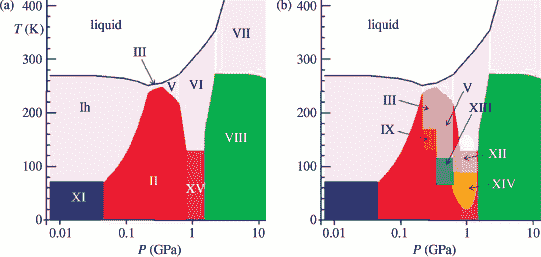 (a)
400
T (K)
300
200
100
0
liquid
III
V
VI
VII
Ih
II
VIII
XI
XV
0.01
0.1
1
10
P (GPa)
(b)
400
T (K)
300
200
100
0
liquid
III
V
XIII
IX
XII
XIV
0.01
0.1
1
10
P (GPa)